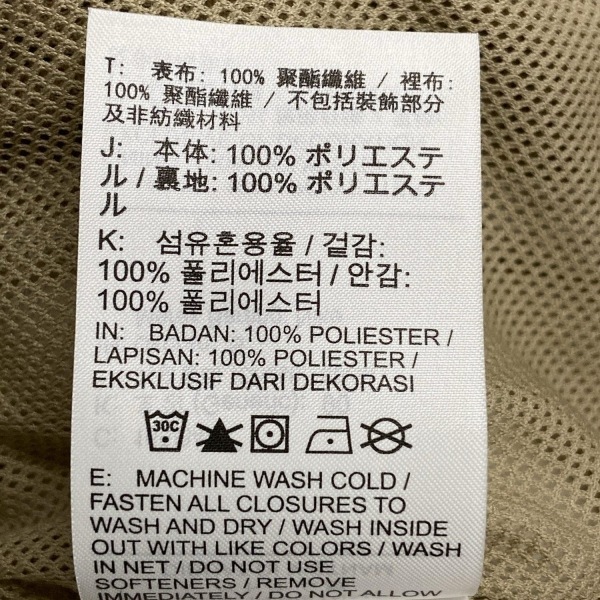 T: 表布: 100% 聚酯纖維 / 裡布:
100% 聚酯纖維 / 不包括裝飾部分
及非紡織材料
J: 本体: 100% ポリエステ
ル / 裏地: 100% ポリエステ
ル
K: 섬유혼용율 / 겉감:
100% 폴리에스터 / 안감:
100% 폴리에스터
IN: BADAN: 100% POLIESTER /
LAPISAN: 100% POLIESTER /
EKSKLUSIF DARI DEKORASI
30C
E: MACHINE WASH COLD /
FASTEN ALL CLOSURES TO
WASH AND DRY / WASH INSIDE
OUT WITH LIKE COLORS / WASH
IN NET / DO NOT USE
SOFTENERS / REMOVE
IMMEDIATELY / DO NOT ALLOW